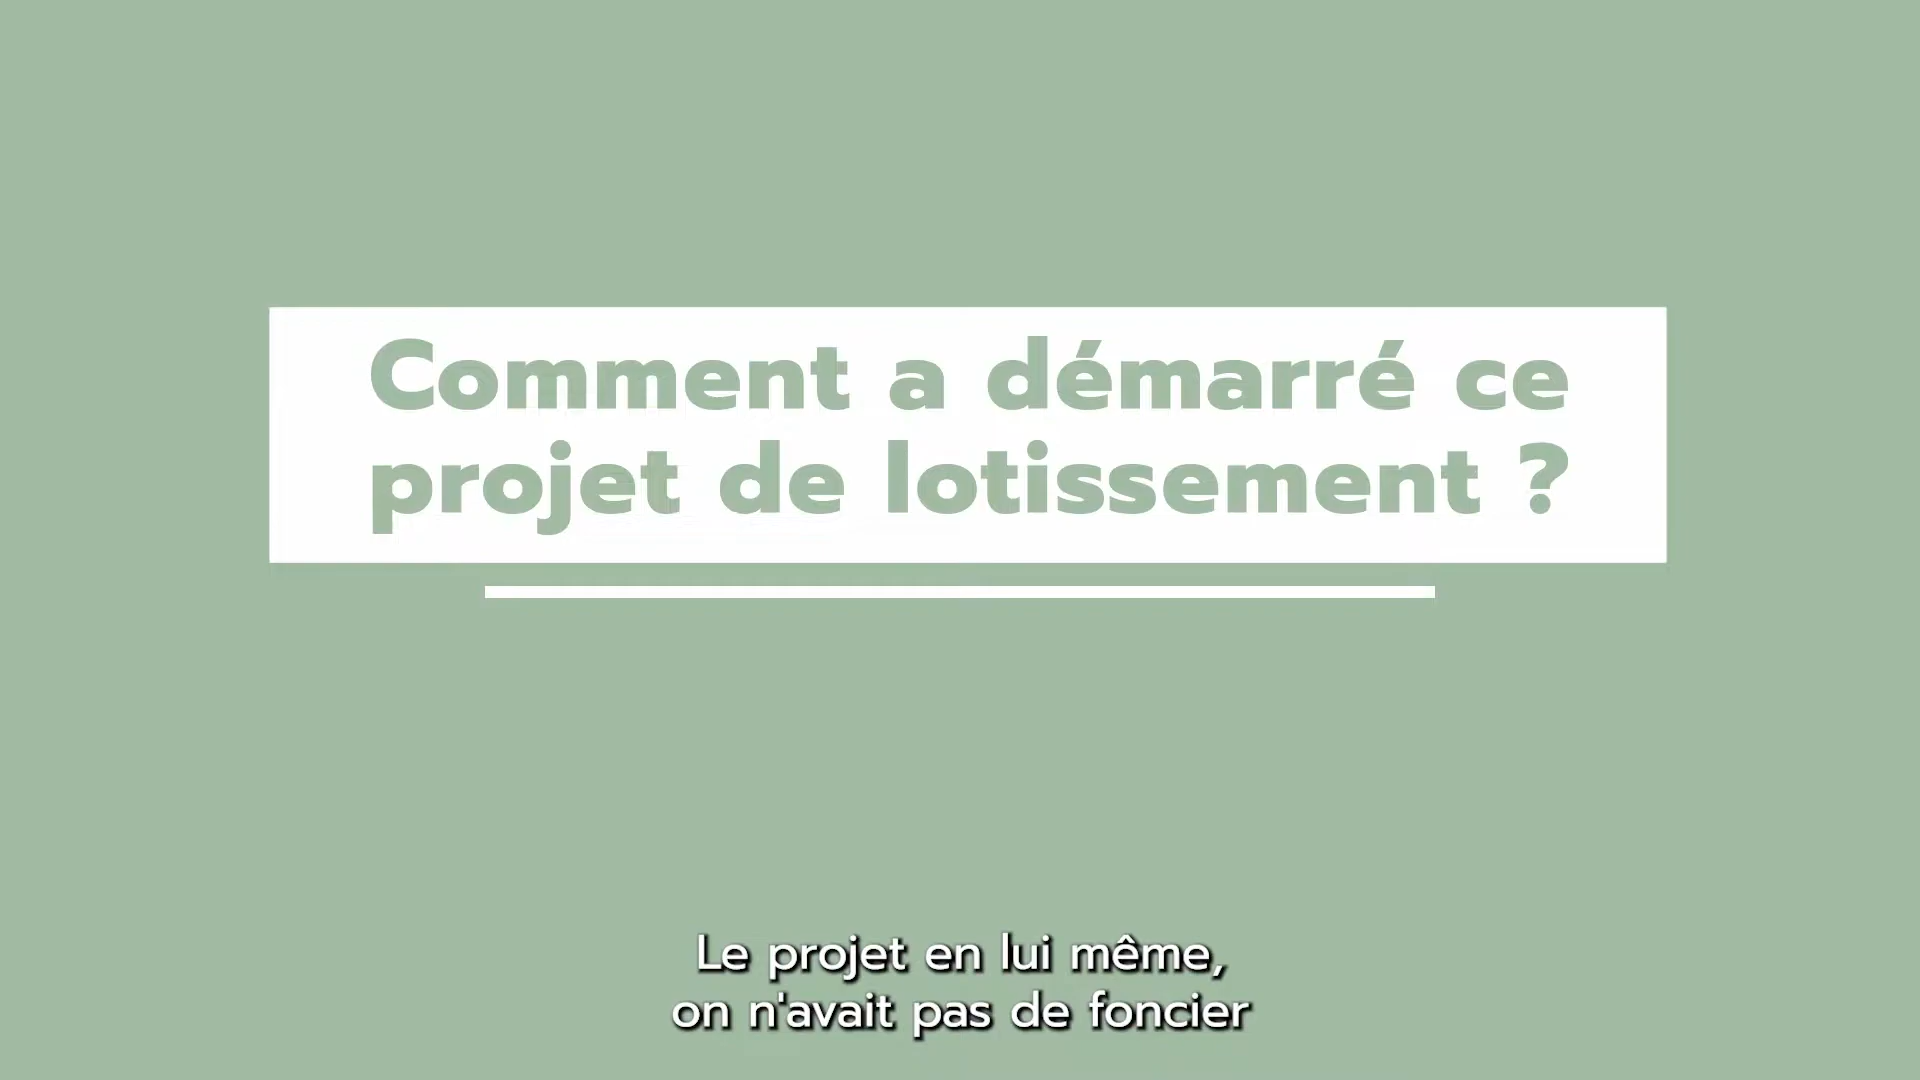 Comment a démarré ce
projet de lotissement ?
Le projet en lui même,
on n'avait pas de foncier